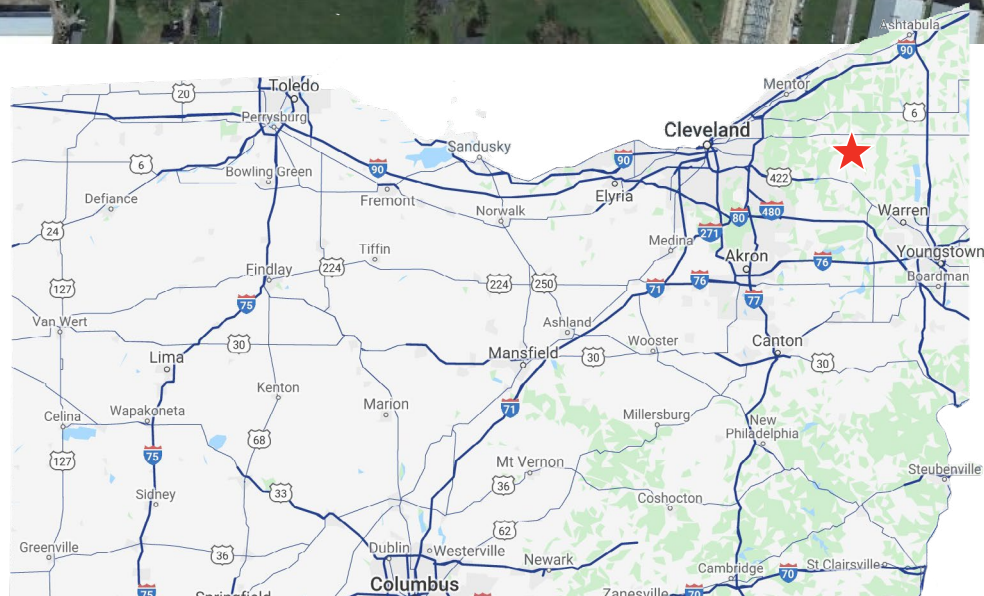 Ashtabula
90
Mentor
Toledo
20
6
Perrysburg
Cleveland
Sandusky
90
6
90
422
Bowling Green
Defiance
Fremont
Elyria
Norwalk
Warren
80
480
24
271
Medina
Tiffin
Akron
Youngstown
76
Findlay
224
Boardman
127
224
250
71
76
75
77
Van Wert
Ashland
30
Wooster
Canton
Lima
Mansfield
30
30
Kenton
Marion
71
Celina
Wapakoneta
Millersburg
New
Philadelphia
68
75
127
Mt Vernon
Steubenville
36
Sidney
33
Coshocton
62
Greenville
36
Dublin
Westerville
Newark
Cambridge
70
St Clairsville
Columbus
75
Springfield
Zanesville
70